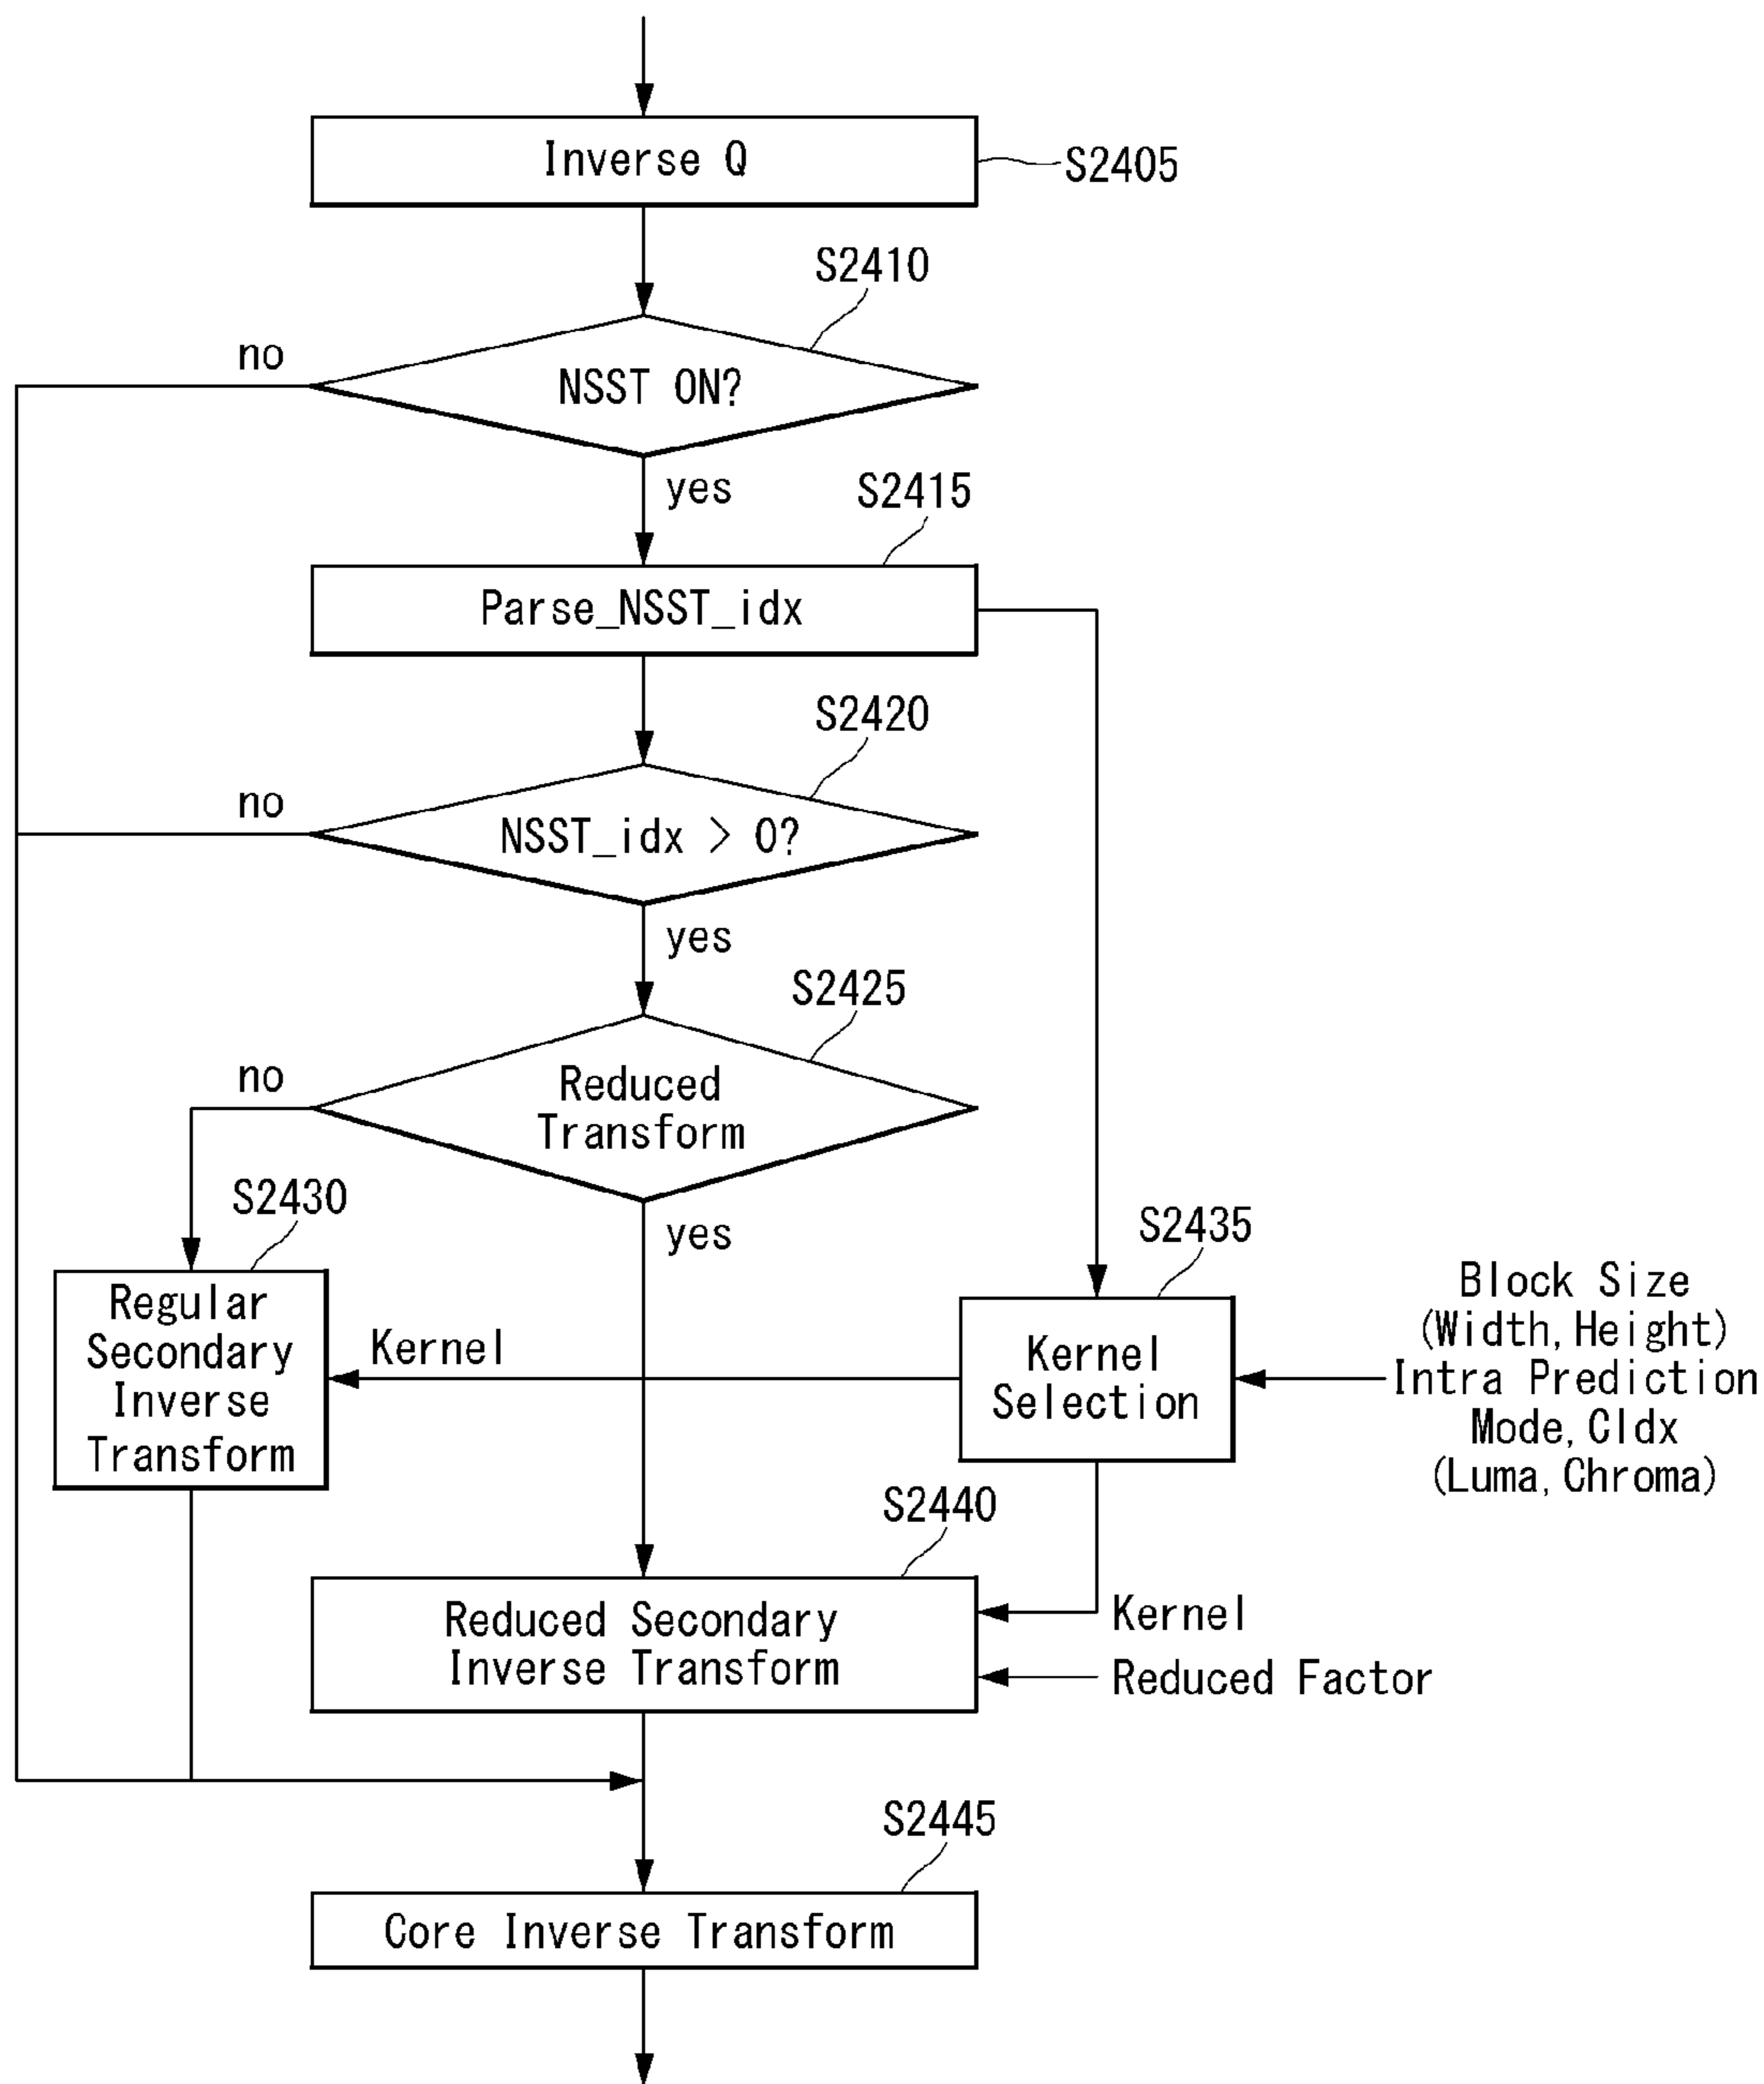 Inverse Q
S2405
S2410
no
NSST ON?
yes
S2415
Parse_NSST_idx
S2420
no
NSST_idx > 0?
yes
S2425
no
Reduced
Transform
S2430
yes
S2435
Regular
Secondary
Inverse
Transform
Kernel
Kernel
Selection
Block Size
(Width, Height)
Intra Prediction
Mode, CIdx
(Luma, Chroma)
S2440
Reduced Secondary
Inverse Transform
Kernel
Reduced Factor
S2445
Core Inverse Transform